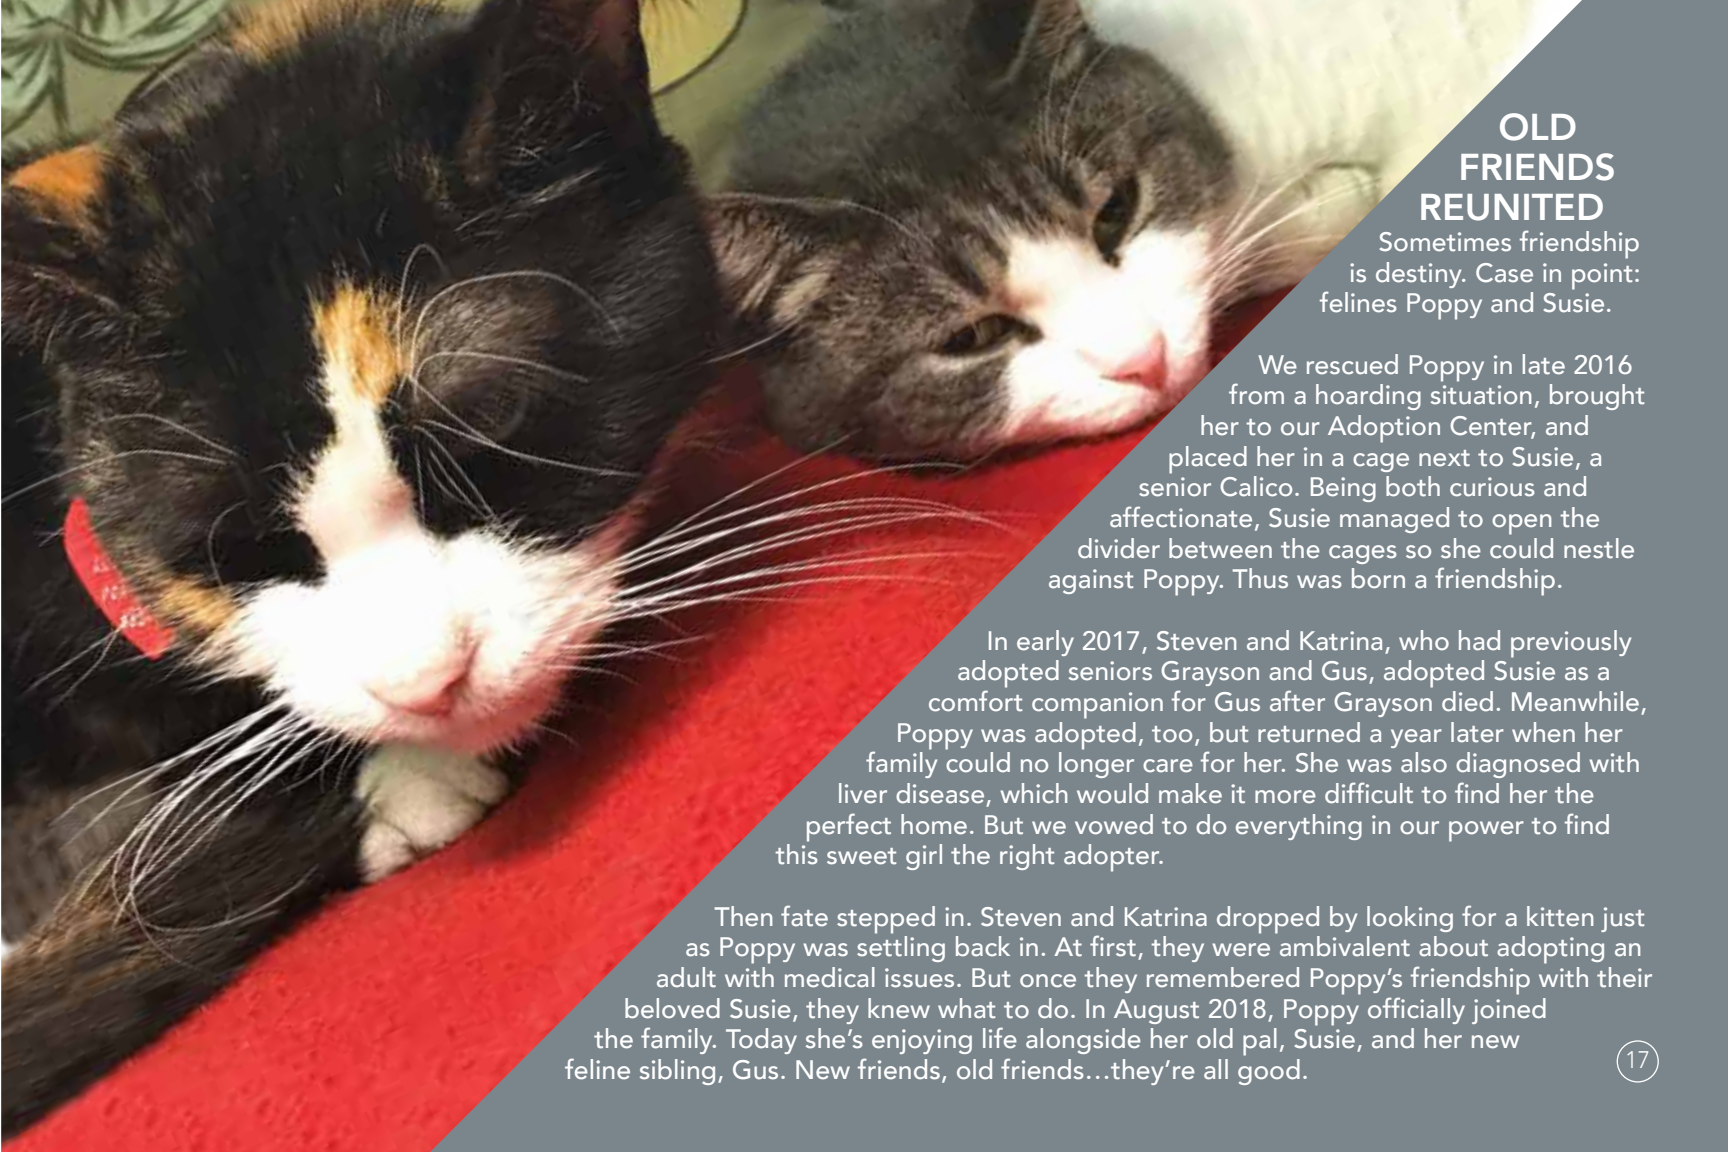 OLD
FRIENDS
REUNITED
Sometimes friendship
is destiny. Case in point:
felines Poppy and Susie.
We rescued Poppy in late 2016
from a hoarding situation, brought
her to our Adoption Center, and
placed her in a cage next to Susie, a
senior Calico. Being both curious and
affectionate, Susie managed to open the
divider between the cages so she could nestle
against Poppy. Thus was born a friendship.
In early 2017, Steven and Katrina, who had previously
adopted seniors Grayson and Gus, adopted Susie as a
comfort companion for Gus after Grayson died. Meanwhile,
Poppy was adopted, too, but returned a year later when her
family could no longer care for her. She was also diagnosed with
liver disease, which would make it more difficult to find her the
perfect home. But we vowed to do everything in our power to find
this sweet girl the right adopter.
Then fate stepped in. Steven and Katrina dropped by looking for a kitten just
as Poppy was settling back in. At first, they were ambivalent about adopting an
adult with medical issues. But once they remembered Poppy’s friendship with their
beloved Susie, they knew what to do. In August 2018, Poppy officially joined
the family. Today she’s enjoying life alongside her old pal, Susie, and her new
feline sibling, Gus. New friends, old friends…they’re all good.
17